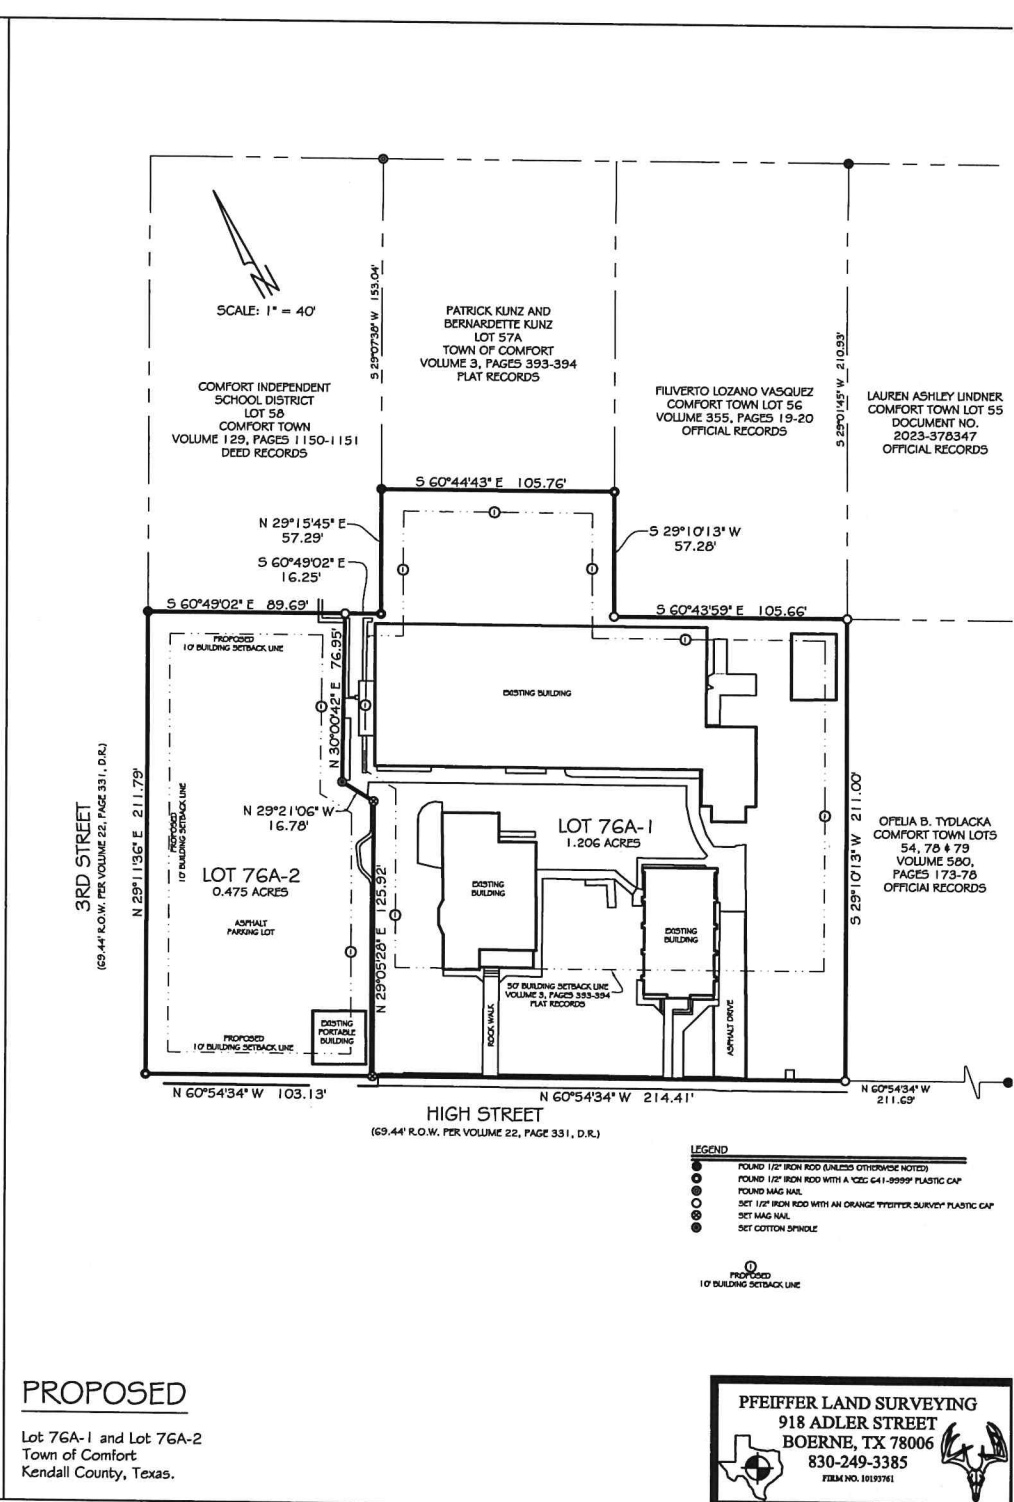 SCALE: 1" = 40'
S 29°07'38" W 153.04'
PATRICK KUNZ AND
BERNARDETTE KUNZ
LOT 57A
TOWN OF COMFORT
VOLUME 3, PAGES 393-394
PLAT RECORDS
COMFORT INDEPENDENT
SCHOOL DISTRICT
LOT 58
COMFORT TOWN
VOLUME 129, PAGES 1150-1151
DEED RECORDS
FILIVERTO LOZANO VASQUEZ
COMFORT TOWN LOT 56
VOLUME 355, PAGES 19-20
OFFICIAL RECORDS
S 29°01'45" W 210.93'
LAUREN ASHLEY LINDNER
COMFORT TOWN LOT 55
DOCUMENT NO.
2023-378347
OFFICIAL RECORDS
S 60°44'43" E 105.76'
N 29°15'45" E
57.29'
S 29°10'13" W
57.28'
S 60°49'02" E
16.25'
S 60°49'02" E 89.69'
S 60°43'59" E 105.66'
PROPOSED
10' BUILDING SETBACK LINE
N 30°00'42" E 76.95'
EXISTING BUILDING
3RD STREET
(69.44' R.O.W. PER VOLUME 22, PAGE 331, D.R.)
N 29°11'36" E 211.79'
PROPOSED
10' BUILDING SETBACK LINE
N 29°21'06" W
16.78'
LOT 76A-1
1.206 ACRES
LOT 76A-2
0.475 ACRES
ASPHALT
PARKING LOT
EXISTING
BUILDING
EXISTING
BUILDING
N 29°05'28" E 125.92'
S 29°10'13" W 211.00'
OFELIA B. TYDLACKA
COMFORT TOWN LOTS
54, 78 & 79
VOLUME 580,
PAGES 173-78
OFFICIAL RECORDS
50' BUILDING SETBACK LINE
VOLUME 3, PAGES 393-394
PLAT RECORDS
ROCK WALK
ASPHALT DRIVE
EXISTING
PORTABLE
BUILDING
PROPOSED
10' BUILDING SETBACK LINE
N 60°54'34" W 103.13'
N 60°54'34" W 214.41'
N 60°54'34" W
211.69'
HIGH STREET
(69.44' R.O.W. PER VOLUME 22, PAGE 331, D.R.)
LEGEND
FOUND 1/2" IRON ROD (UNLESS OTHERWISE NOTED)
FOUND 1/2" IRON ROD WITH A "CEC 641-9999" PLASTIC CAP
FOUND MAG NAIL
SET 1/2" IRON ROD WITH AN ORANGE "PFEIFFER SURVEY" PLASTIC CAP
SET MAG NAIL
SET COTTON SPINDLE
1
PROPOSED
10' BUILDING SETBACK LINE
PROPOSED
Lot 76A-1 and Lot 76A-2
Town of Comfort
Kendall County, Texas.
PFEIFFER LAND SURVEYING
918 ADLER STREET
BOERNE, TX 78006
830-249-3385
FIRM NO. 10193761